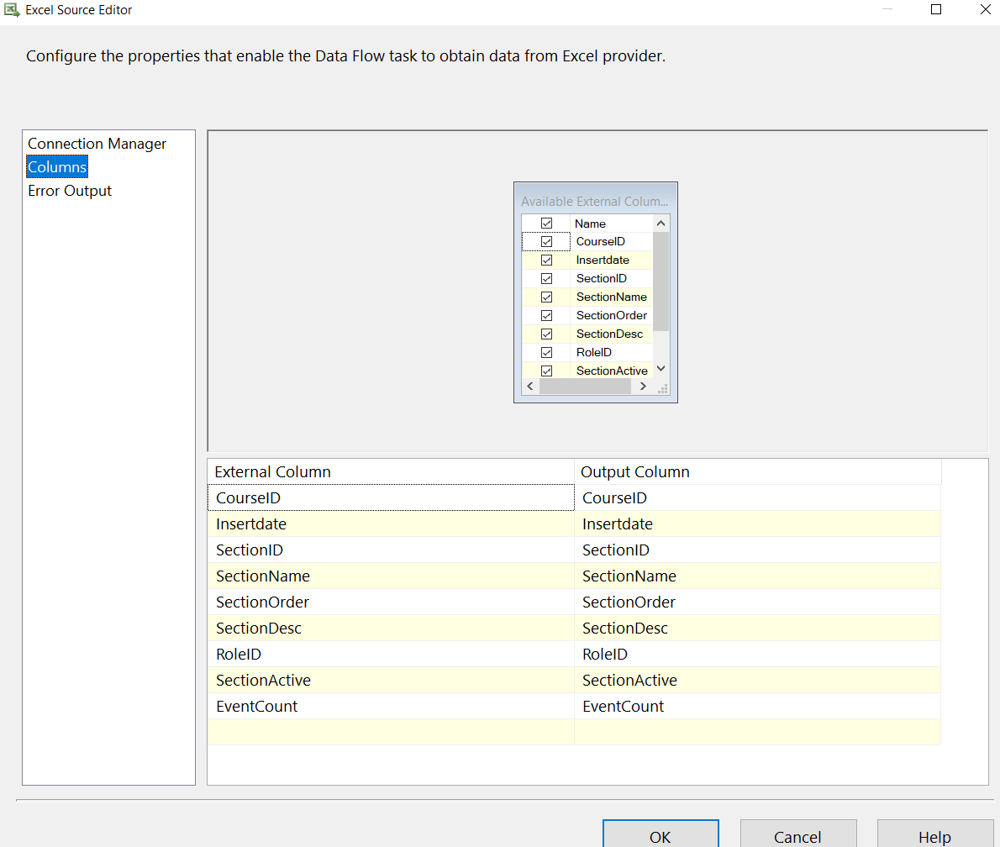 Excel Source Editor
Configure the properties that enable the Data Flow task to obtain data from Excel provider.
Connection Manager
Columns
Error Output
Available External Colum...
Name
CourseID
Insertdate
SectionID
SectionName
SectionOrder
SectionDesc
RoleID
SectionActive
External Column Output Column
CourseID CourseID
Insertdate Insertdate
SectionID SectionID
SectionName SectionName
SectionOrder SectionOrder
SectionDesc SectionDesc
RoleID RoleID
SectionActive SectionActive
EventCount EventCount
OK Cancel Help